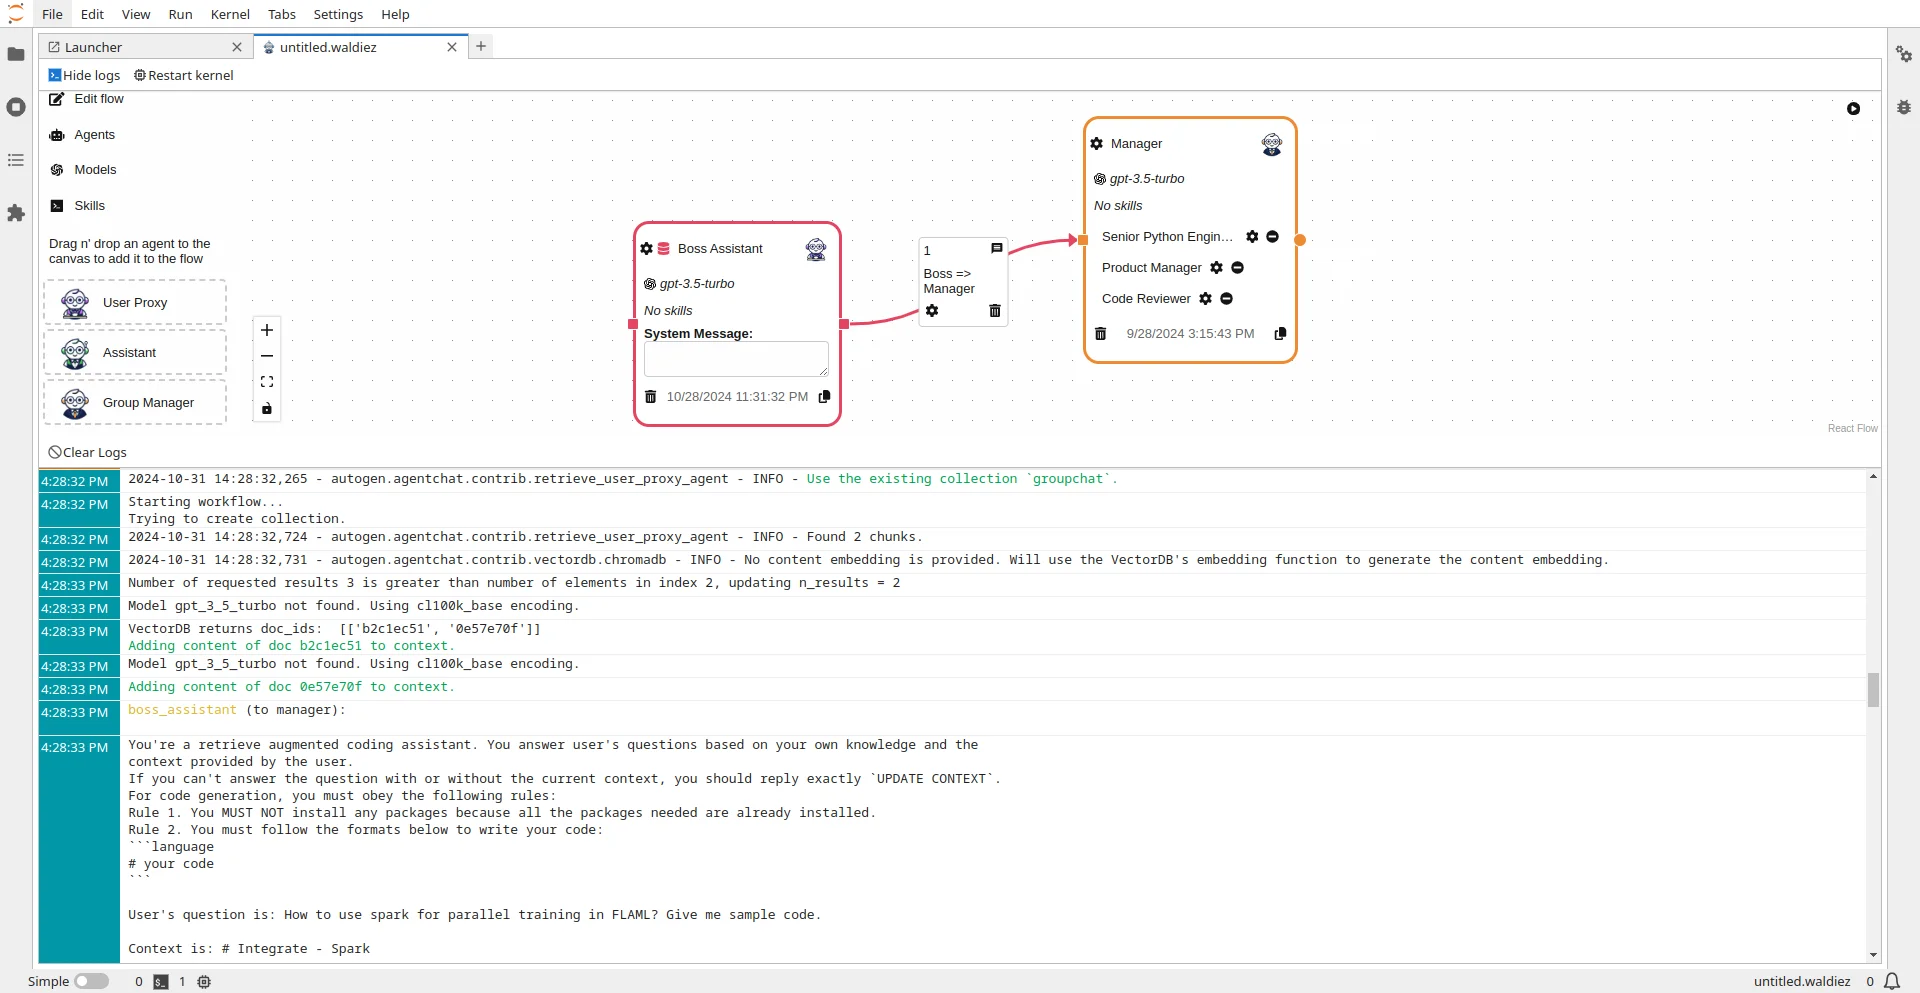 File Edit View Run Kernel Tabs Settings Help
Launcher
untitled.waldiez
Hide logs
Restart kernel
Edit flow
Agents
Models
Skills
Drag n' drop an agent to the
canvas to add it to the flow
User Proxy
Assistant
Group Manager
Boss Assistant
gpt-3.5-turbo
No skills
System Message:
10/28/2024 11:31:32 PM
1
Boss =>
Manager
Manager
gpt-3.5-turbo
No skills
Senior Python Engin...
Product Manager
Code Reviewer
9/28/2024 3:15:43 PM
React Flow
Clear Logs
4:28:32 PM 2024-10-31 14:28:32,265 - autogen.agentchat.contrib.retrieve_user_proxy_agent - INFO - Use the existing collection `groupchat`.
4:28:32 PM Starting workflow...
Trying to create collection.
4:28:32 PM 2024-10-31 14:28:32,724 - autogen.agentchat.contrib.retrieve_user_proxy_agent - INFO - Found 2 chunks.
4:28:32 PM 2024-10-31 14:28:32,731 - autogen.agentchat.contrib.vectordb.chromadb - INFO - No content embedding is provided. Will use the VectorDB's embedding function to generate the content embedding.
4:28:33 PM Number of requested results 3 is greater than number of elements in index 2, updating n_results = 2
4:28:33 PM Model gpt_3_5_turbo not found. Using cl100k_base encoding.
4:28:33 PM VectorDB returns doc_ids:  [['b2c1ec51', '0e57e70f']]
Adding content of doc b2c1ec51 to context.
4:28:33 PM Model gpt_3_5_turbo not found. Using cl100k_base encoding.
4:28:33 PM Adding content of doc 0e57e70f to context.
4:28:33 PM boss_assistant (to manager):
4:28:33 PM You're a retrieve augmented coding assistant. You answer user's questions based on your own knowledge and the
context provided by the user.
If you can't answer the question with or without the current context, you should reply exactly `UPDATE CONTEXT`.
For code generation, you must obey the following rules:
Rule 1. You MUST NOT install any packages because all the packages needed are already installed.
Rule 2. You must follow the formats below to write your code:
```language
# your code
```
User's question is: How to use spark for parallel training in FLAML? Give me sample code.
Context is: # Integrate - Spark
Simple 0 1 untitled.waldiez 0